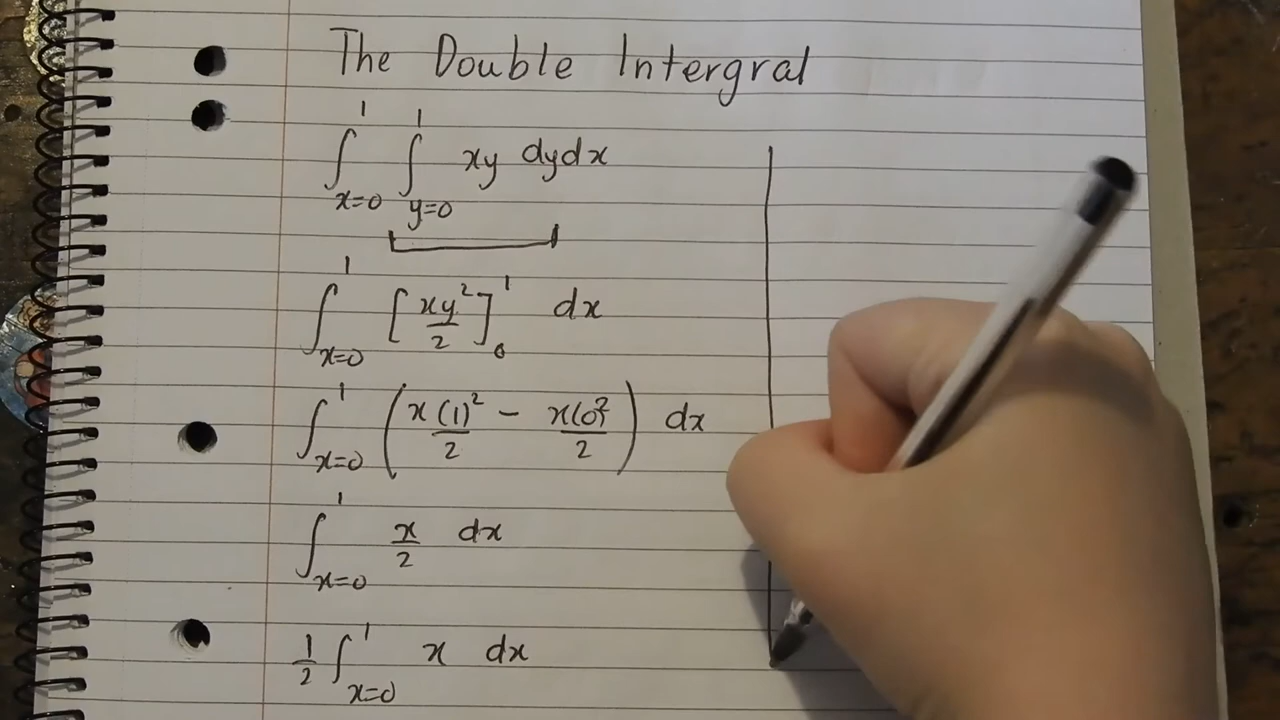 The Double Intergral
∫_{x=0}^{1} ∫_{y=0}^{1} xy dydx
∫_{x=0}^{1} [xy²/2]_{0}^{1} dx
∫_{x=0}^{1} (x(1)²/2 - x(0)²/2) dx
∫_{x=0}^{1} x/2 dx
1/2 ∫_{x=0}^{1} x dx